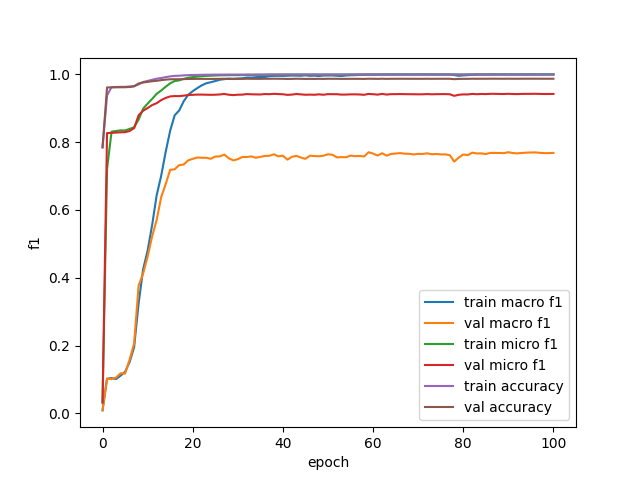 1.0
0.8
0.6
0.4
0.2
0.0
f1
0 20 40 60 80 100
epoch
train macro f1
val macro f1
train micro f1
val micro f1
train accuracy
val accuracy